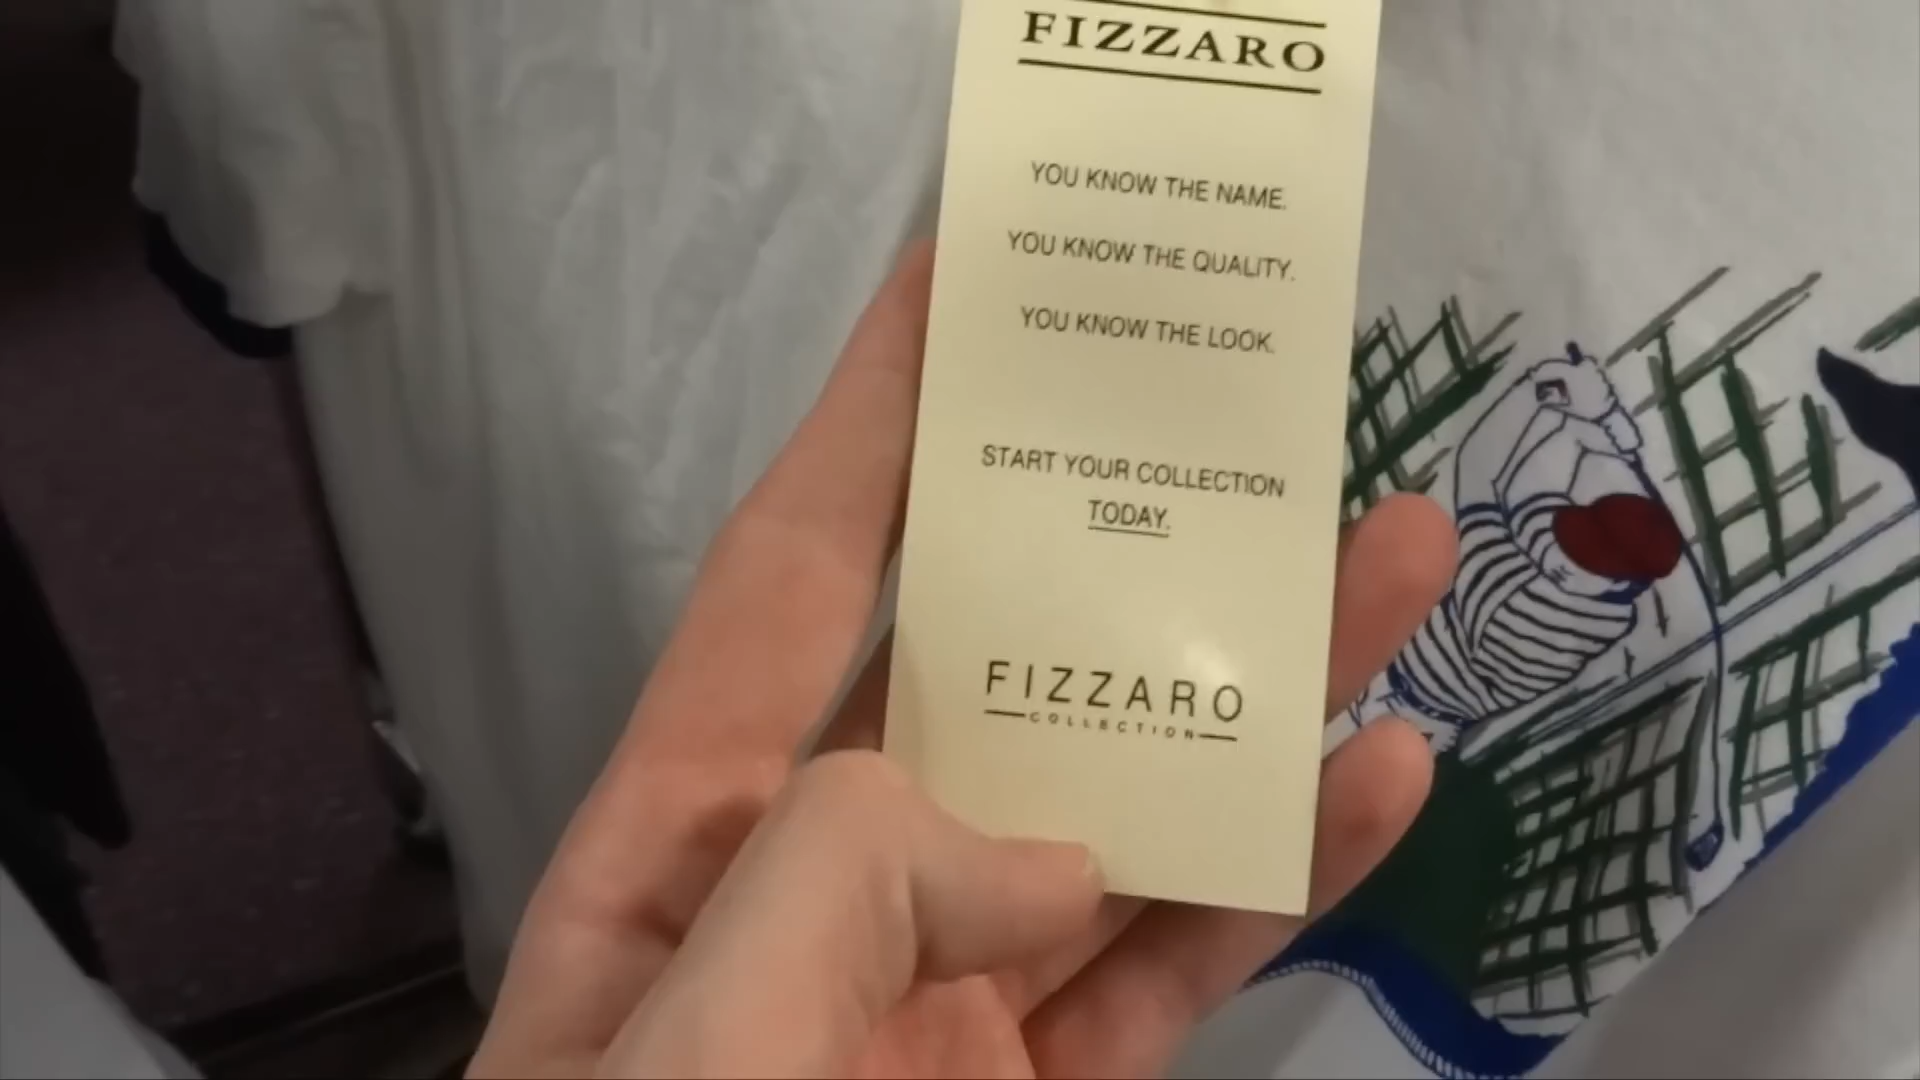 FIZZARO
YOU KNOW THE NAME.
YOU KNOW THE QUALITY.
YOU KNOW THE LOOK.
START YOUR COLLECTION
TODAY.
FIZZARO
COLLECTION